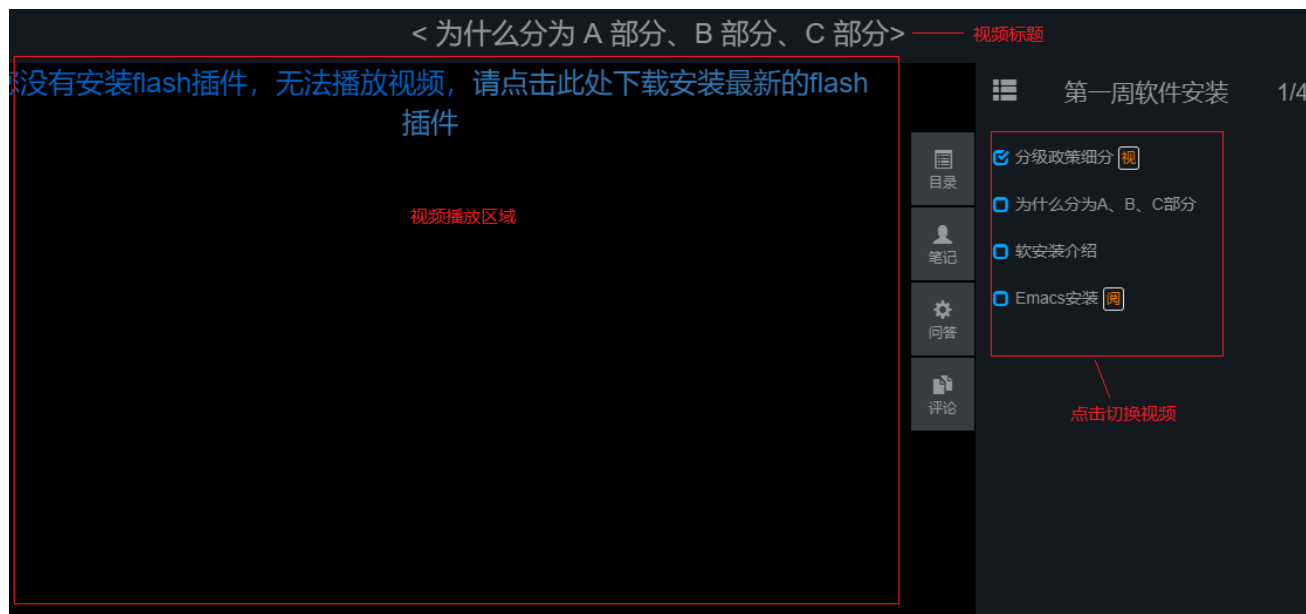 < 为什么分为 A 部分、B 部分、C 部分>
视频标题
没有安装flash插件，无法播放视频，请点击此处下载安装最新的flash
插件
视频播放区域
目录
笔记
问答
评论
第一周软件安装 1/4
分级政策细分 视
为什么分为A、B、C部分
软安装介绍
Emacs安装 阅
点击切换视频